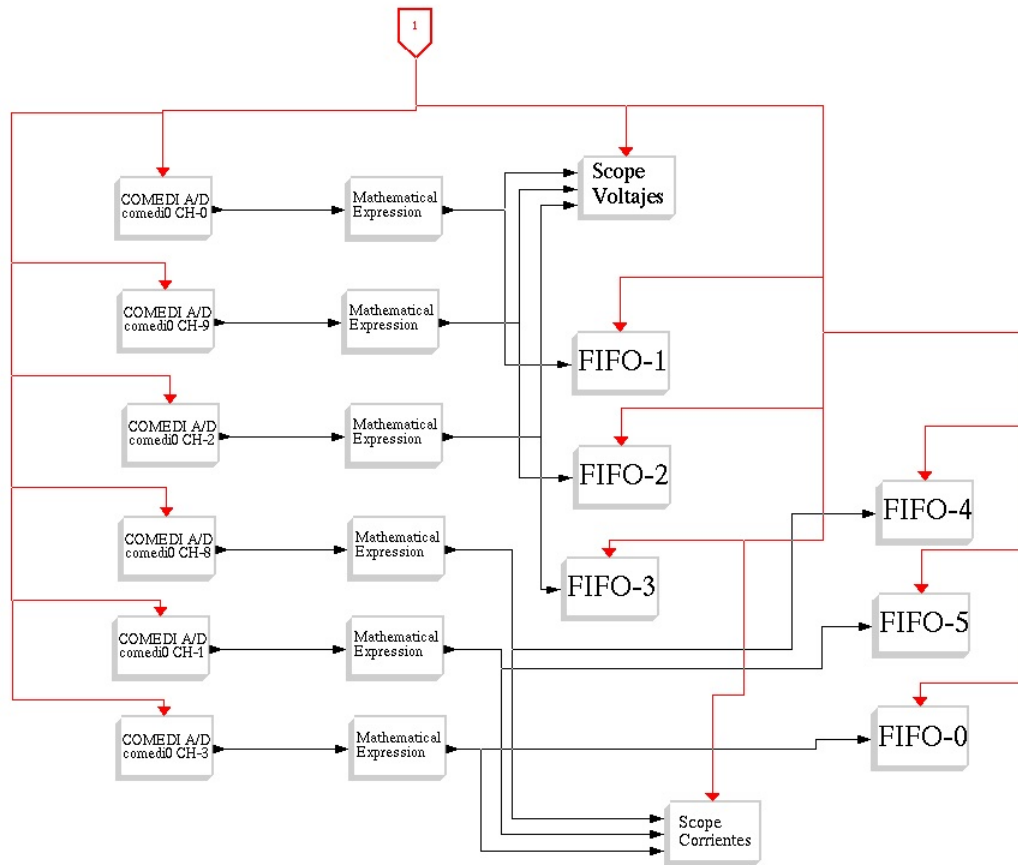 1
COMEDI A/D
comedi0 CH-0
Mathematical
Expression
Scope
Voltajes
COMEDI A/D
comedi0 CH-9
Mathematical
Expression
FIFO-1
COMEDI A/D
comedi0 CH-2
Mathematical
Expression
FIFO-2
FIFO-4
COMEDI A/D
comedi0 CH-8
Mathematical
Expression
FIFO-3
COMEDI A/D
comedi0 CH-1
Mathematical
Expression
FIFO-5
COMEDI A/D
comedi0 CH-3
Mathematical
Expression
FIFO-0
Scope
Corrientes